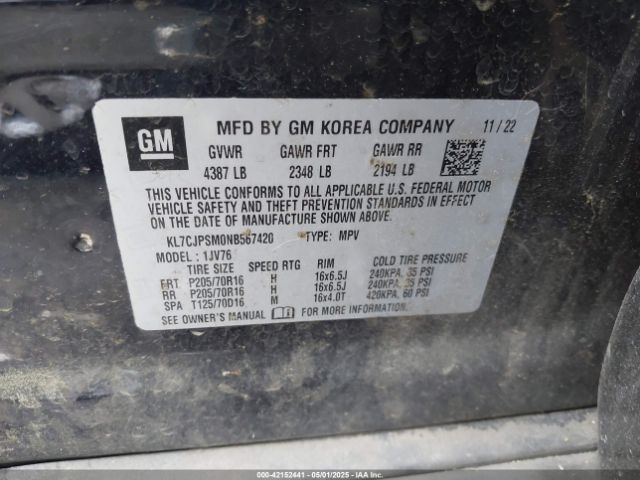 GM
MFD BY GM KOREA COMPANY 11/22
GVWR GAWR FRT GAWR RR
4387 LB 2348 LB 2194 LB
THIS VEHICLE CONFORMS TO ALL APPLICABLE U.S. FEDERAL MOTOR
VEHICLE SAFETY AND THEFT PREVENTION STANDARDS IN EFFECT ON
THE DATE OF MANUFACTURE SHOWN ABOVE.
KL7CJPSM0NB567420 TYPE: MPV
MODEL: 1JV76
TIRE SIZE SPEED RTG RIM COLD TIRE PRESSURE
FRT P205/70R16 H 16x6.5J 240KPA, 35 PSI
RR P205/70R16 H 16x6.5J 240KPA, 35 PSI
SPA T125/70D16 M 16x4.0T 420KPA, 60 PSI
SEE OWNER'S MANUAL FOR MORE INFORMATION.
000-42152441 - 05/01/2025 - IAAI.COM